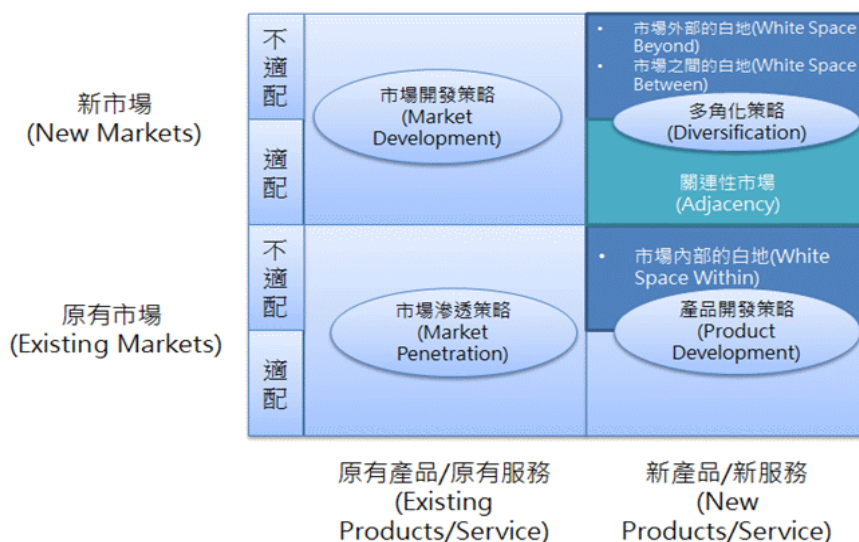 新市場
(New Markets)
不
適
配
適
配
市場開發策略
(Market
Development)
• 市場外部的白地(White Space
Beyond)
• 市場之間的白地(White Space
Between)
多角化策略
(Diversification)
關連性市場
(Adjacency)
原有市場
(Existing Markets)
不
適
配
適
配
市場滲透策略
(Market
Penetration)
• 市場內部的白地(White
Space Within)
產品開發策略
(Product
Development)
原有產品/原有服務
(Existing
Products/Service)
新產品/新服務
(New
Products/Service)